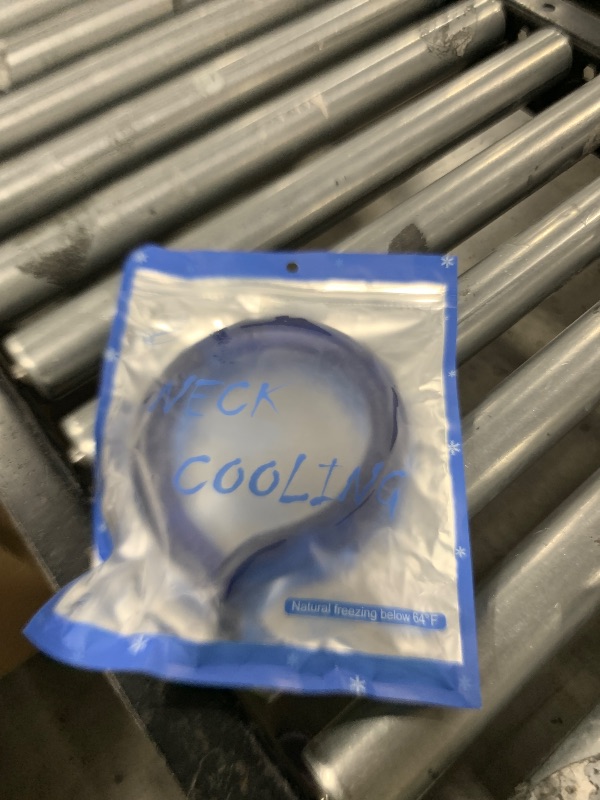 NECK
COOLING
Natural freezing below 64°F